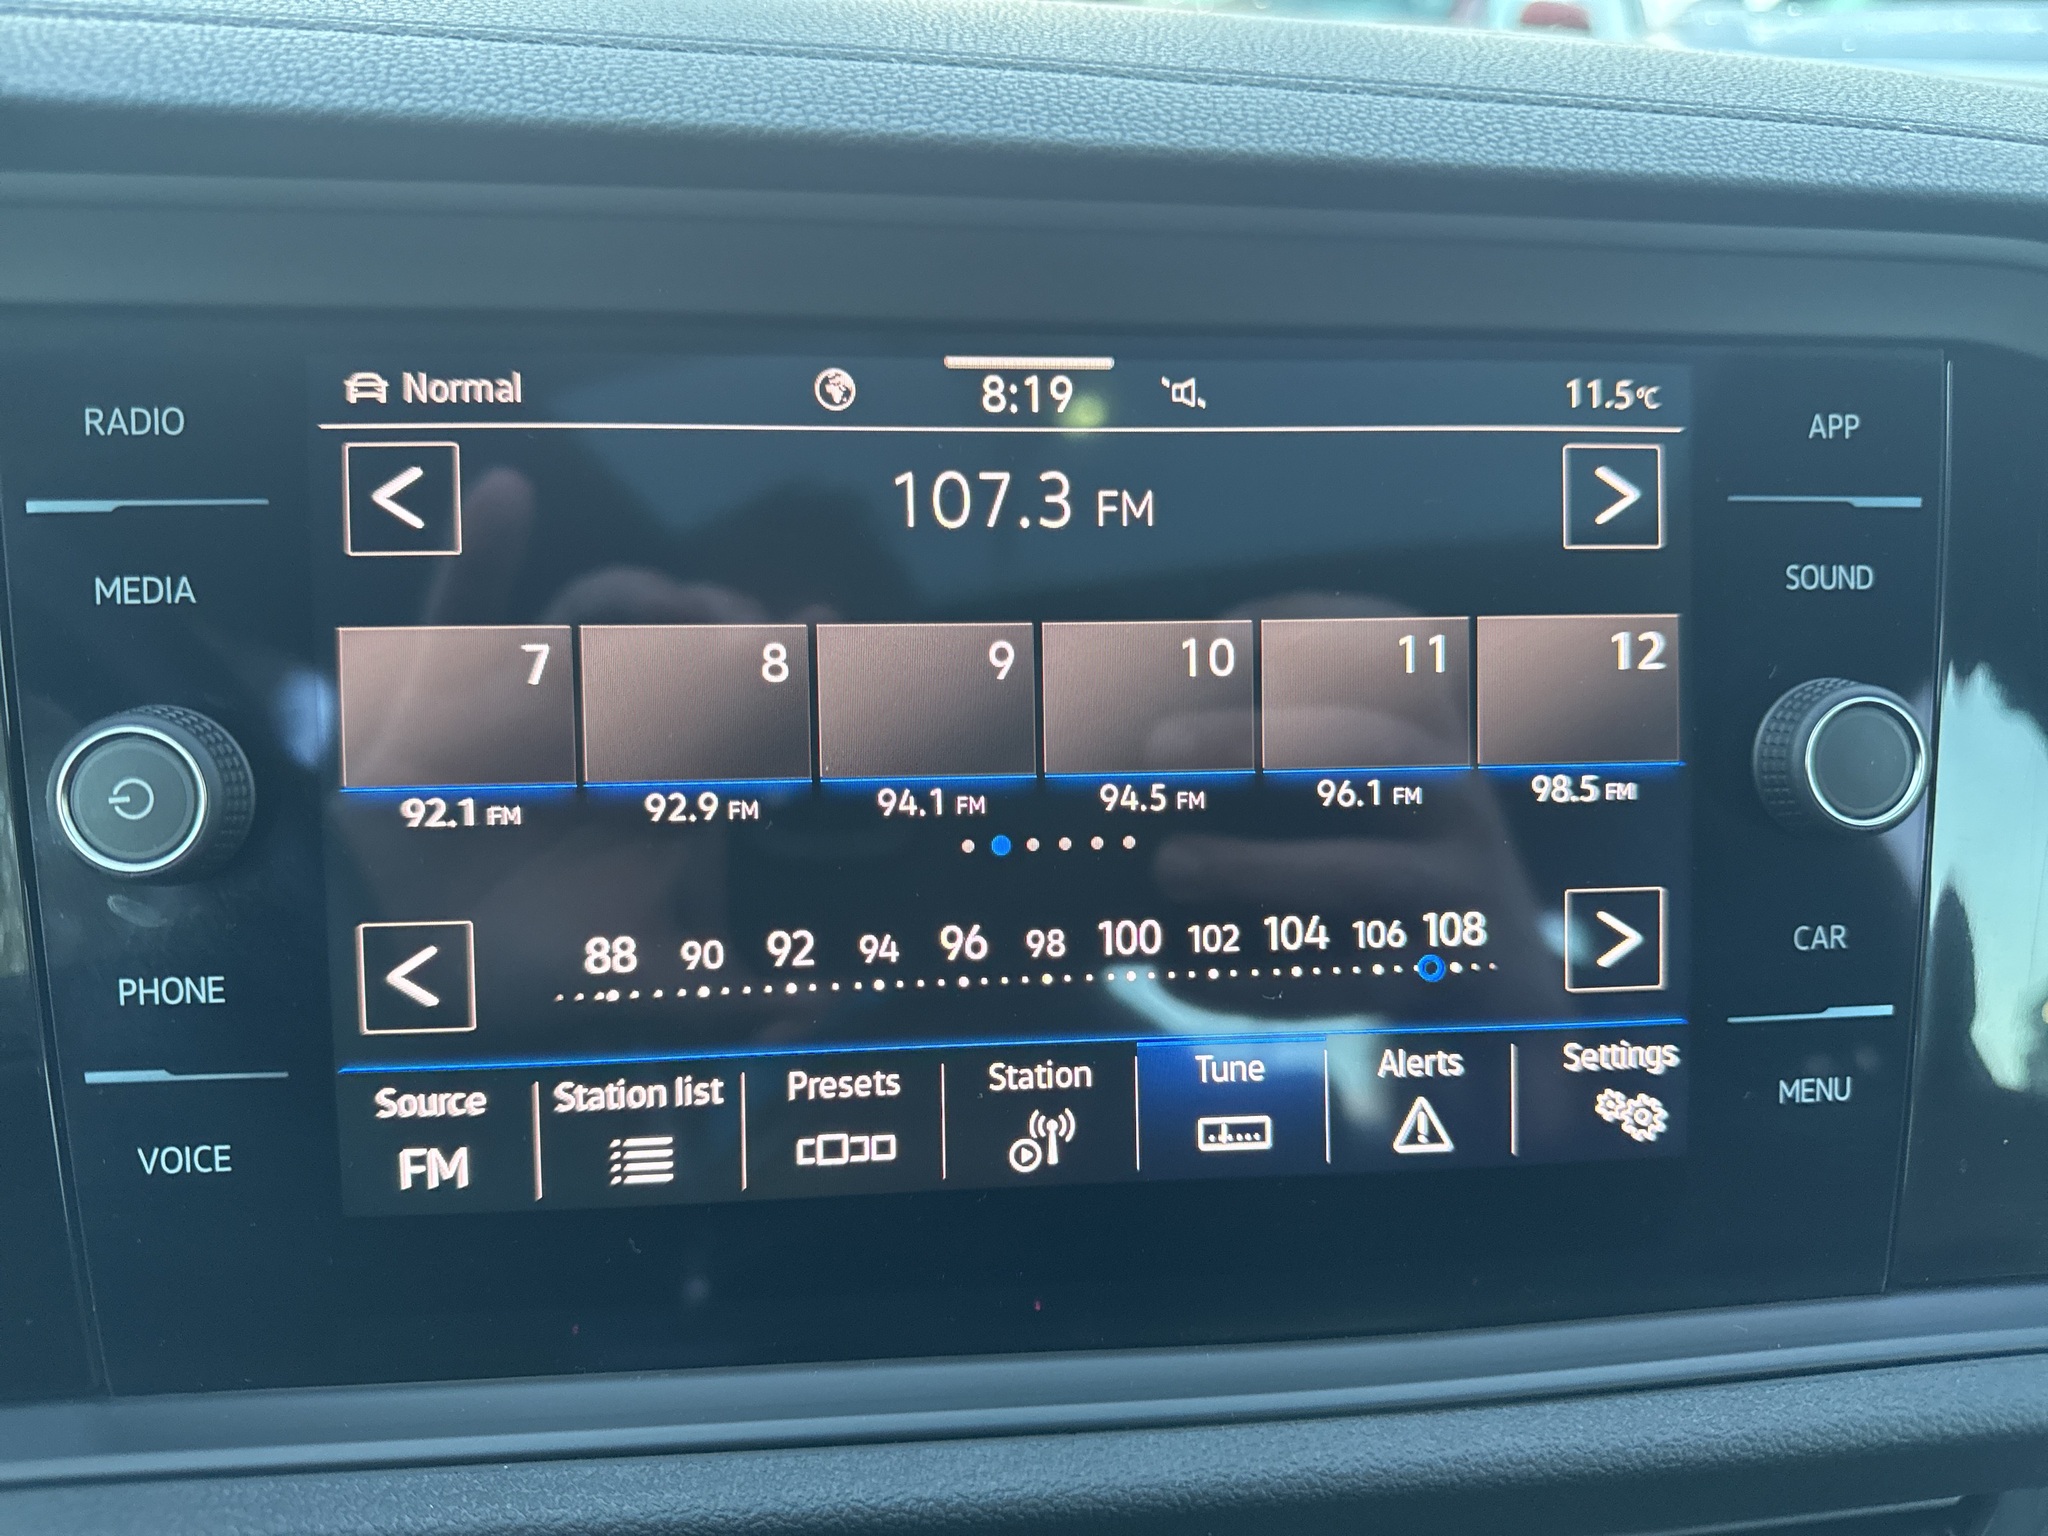 RADIO
MEDIA
PHONE
VOICE
Normal
8:19
11.5°C
107.3 FM
7
8
9
10
11
12
92.1 FM
92.9 FM
94.1 FM
94.5 FM
96.1 FM
98.5 FM
88 90 92 94 96 98 100 102 104 106 108
Source
FM
Station list
Presets
Station
Tune
Alerts
Settings
APP
SOUND
CAR
MENU